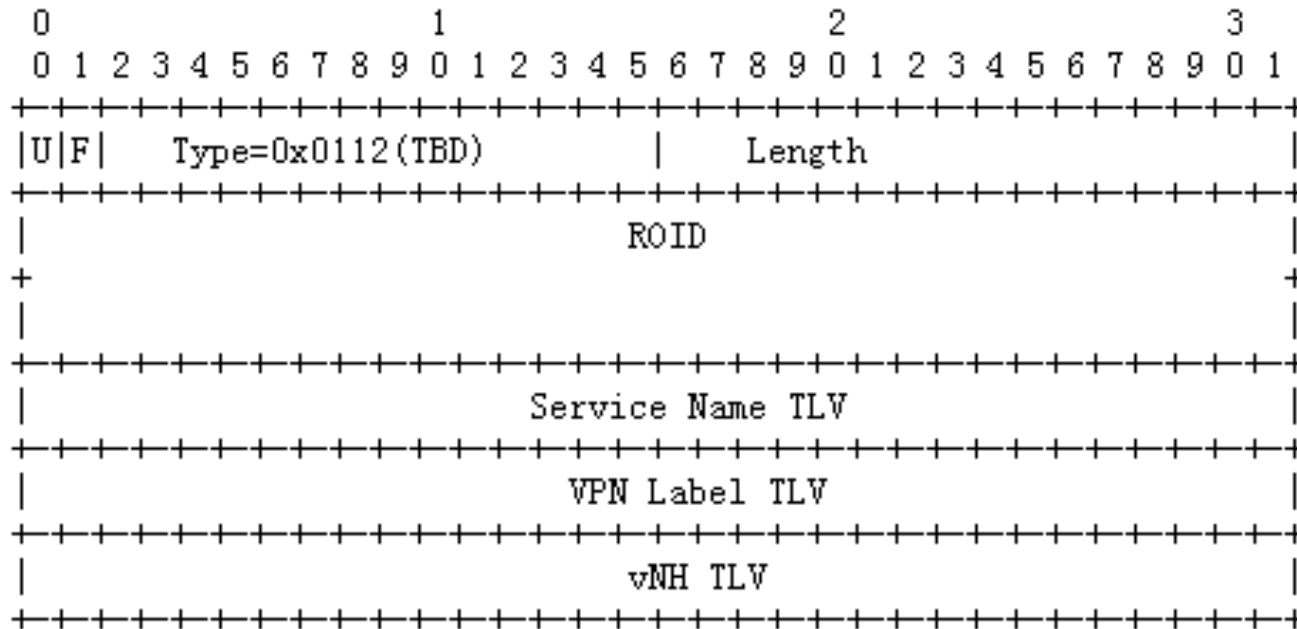 0                   1                   2                   3
0 1 2 3 4 5 6 7 8 9 0 1 2 3 4 5 6 7 8 9 0 1 2 3 4 5 6 7 8 9 0 1
+-+-+-+-+-+-+-+-+-+-+-+-+-+-+-+-+-+-+-+-+-+-+-+-+-+-+-+-+-+-+-+-+
|U|F|   Type=0x0112(TBD)        |   Length                      |
+-+-+-+-+-+-+-+-+-+-+-+-+-+-+-+-+-+-+-+-+-+-+-+-+-+-+-+-+-+-+-+-+
|                             ROID                              |
+                                                               +
|                                                               |
+-+-+-+-+-+-+-+-+-+-+-+-+-+-+-+-+-+-+-+-+-+-+-+-+-+-+-+-+-+-+-+-+
|                        Service Name TLV                       |
+-+-+-+-+-+-+-+-+-+-+-+-+-+-+-+-+-+-+-+-+-+-+-+-+-+-+-+-+-+-+-+-+
|                          VPN Label TLV                        |
+-+-+-+-+-+-+-+-+-+-+-+-+-+-+-+-+-+-+-+-+-+-+-+-+-+-+-+-+-+-+-+-+
|                             vNH TLV                           |
+-+-+-+-+-+-+-+-+-+-+-+-+-+-+-+-+-+-+-+-+-+-+-+-+-+-+-+-+-+-+-+-+